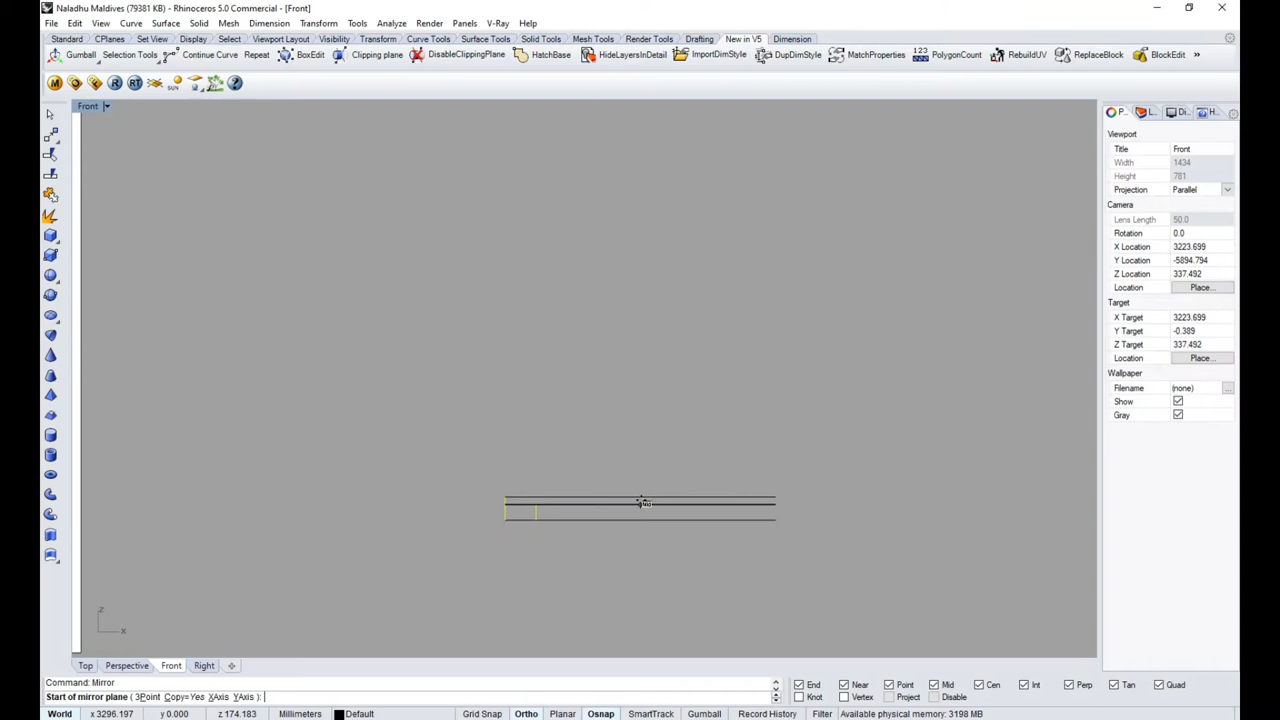 Naladhu Maldives (79381 KB) - Rhinoceros 5.0 Commercial - [Front]
File Edit View Curve Surface Solid Mesh Dimension Transform Tools Analyze Render Panels V-Ray Help
Standard CPlanes Set View Display Select Viewport Layout Visibility Transform Curve Tools Surface Tools Solid Tools Mesh Tools Render Tools Drafting New in V5 Dimension
Gumball Selection Tools Continue Curve Repeat BoxEdit Clipping plane DisableClippingPlane HatchBase HideLayersInDetail ImportDimStyle DupDimStyle MatchProperties 123 PolygonCount RebuildUV ReplaceBlock BlockEdit »
M R RT SUN ?
Front
P... L... Di... H...
Viewport
Title Front
Width 1434
Height 781
Projection Parallel
Camera
Lens Length 50.0
Rotation 0.0
X Location 3223.699
Y Location -5894.794
Z Location 337.492
Location Place...
Target
X Target 3223.699
Y Target -0.389
Z Target 337.492
Location Place...
Wallpaper
Filename (none) ...
Show
Gray
z
x
Top Perspective Front Right
Command: Mirror
Start of mirror plane ( 3Point Copy=Yes XAxis YAxis ):
End Near Point Mid Cen Int Perp Tan Quad
Knot Vertex Project Disable
World x 3296.197 y 0.000 z 174.183 Millimeters Default Grid Snap Ortho Planar Osnap SmartTrack Gumball Record History Filter Available physical memory: 3198 MB